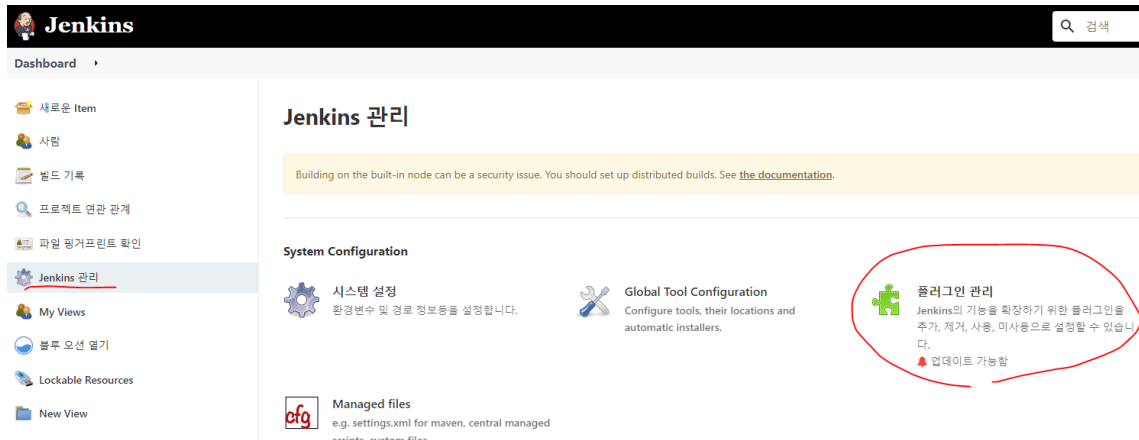 Jenkins
검색
Dashboard
새로운 Item
사람
빌드 기록
프로젝트 연관 관계
파일 핑거프린트 확인
Jenkins 관리
My Views
블루 오션 열기
Lockable Resources
New View
Jenkins 관리
Building on the built-in node can be a security issue. You should set up distributed builds. See the documentation.
System Configuration
시스템 설정
환경변수 및 경로 정보등을 설정합니다.
Global Tool Configuration
Configure tools, their locations and
automatic installers.
플러그인 관리
Jenkins의 기능을 확장하기 위한 플러그인을
추가, 제거, 사용, 미사용으로 설정할 수 있습니
다.
업데이트 가능함
cfg
Managed files
e.g. settings.xml for maven, central managed
scripts, custom files